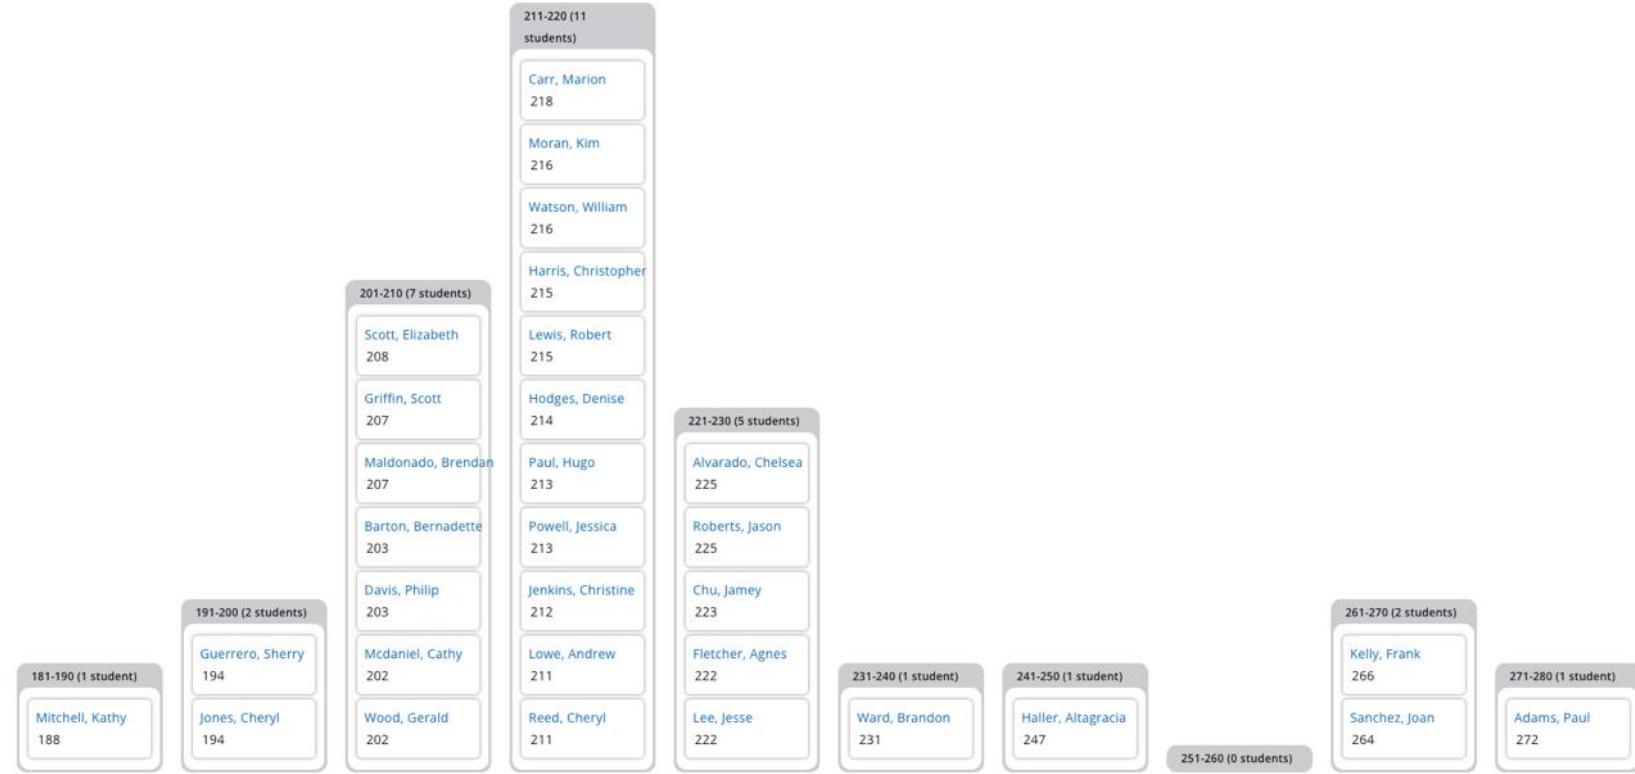 181-190 (1 student)
Mitchell, Kathy
188
191-200 (2 students)
Guerrero, Sherry
194
Jones, Cheryl
194
201-210 (7 students)
Scott, Elizabeth
208
Griffin, Scott
207
Maldonado, Brendan
207
Barton, Bernadette
203
Davis, Philip
203
Mcdaniel, Cathy
202
Wood, Gerald
202
211-220 (11
students)
Carr, Marion
218
Moran, Kim
216
Watson, William
216
Harris, Christopher
215
Lewis, Robert
215
Hodges, Denise
214
Paul, Hugo
213
Powell, Jessica
213
Jenkins, Christine
212
Lowe, Andrew
211
Reed, Cheryl
211
221-230 (5 students)
Alvarado, Chelsea
225
Roberts, Jason
225
Chu, Jamey
223
Fletcher, Agnes
222
Lee, Jesse
222
231-240 (1 student)
Ward, Brandon
231
241-250 (1 student)
Haller, Altagracia
247
251-260 (0 students)
261-270 (2 students)
Kelly, Frank
266
Sanchez, Joan
264
271-280 (1 student)
Adams, Paul
272